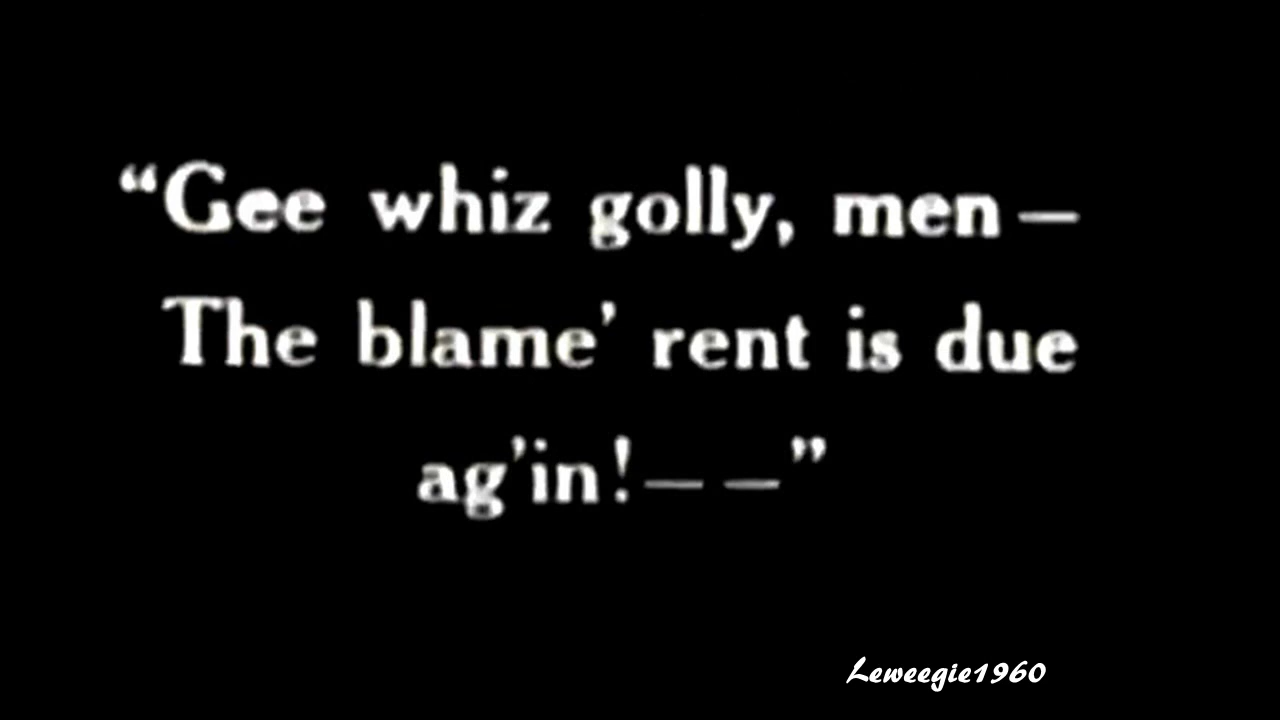 “Gee whiz golly, men —
The blame’ rent is due
ag’in! — — ”
Leweegie1960